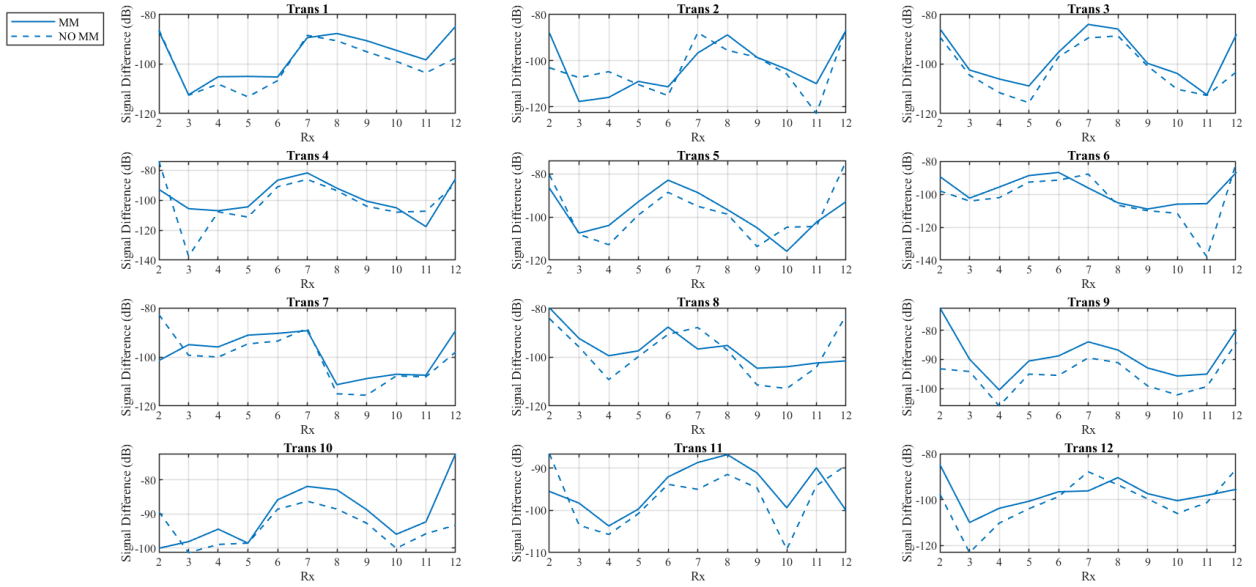 MM
NO MM
Trans 1
Signal Difference (dB)
-80
-100
-120
2 3 4 5 6 7 8 9 10 11 12
Rx
Trans 2
Signal Difference (dB)
-80
-100
-120
2 3 4 5 6 7 8 9 10 11 12
Rx
Trans 3
Signal Difference (dB)
-80
-100
-120
2 3 4 5 6 7 8 9 10 11 12
Rx
Trans 4
Signal Difference (dB)
-80
-100
-120
-140
2 3 4 5 6 7 8 9 10 11 12
Rx
Trans 5
Signal Difference (dB)
-80
-100
-120
2 3 4 5 6 7 8 9 10 11 12
Rx
Trans 6
Signal Difference (dB)
-80
-100
-120
-140
2 3 4 5 6 7 8 9 10 11 12
Rx
Trans 7
Signal Difference (dB)
-80
-100
-120
2 3 4 5 6 7 8 9 10 11 12
Rx
Trans 8
Signal Difference (dB)
-80
-100
-120
2 3 4 5 6 7 8 9 10 11 12
Rx
Trans 9
Signal Difference (dB)
-80
-90
-100
2 3 4 5 6 7 8 9 10 11 12
Rx
Trans 10
Signal Difference (dB)
-80
-90
-100
2 3 4 5 6 7 8 9 10 11 12
Rx
Trans 11
Signal Difference (dB)
-90
-100
-110
2 3 4 5 6 7 8 9 10 11 12
Rx
Trans 12
Signal Difference (dB)
-80
-100
-120
2 3 4 5 6 7 8 9 10 11 12
Rx